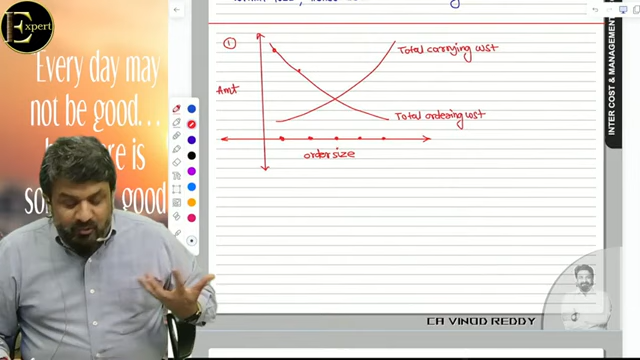 Expert
Every day may
not be good...
good
①
Total carrying cost
Amt
Total ordering cost
order size
INTER COST & MANAGEMENT
CA VINOD REDDY